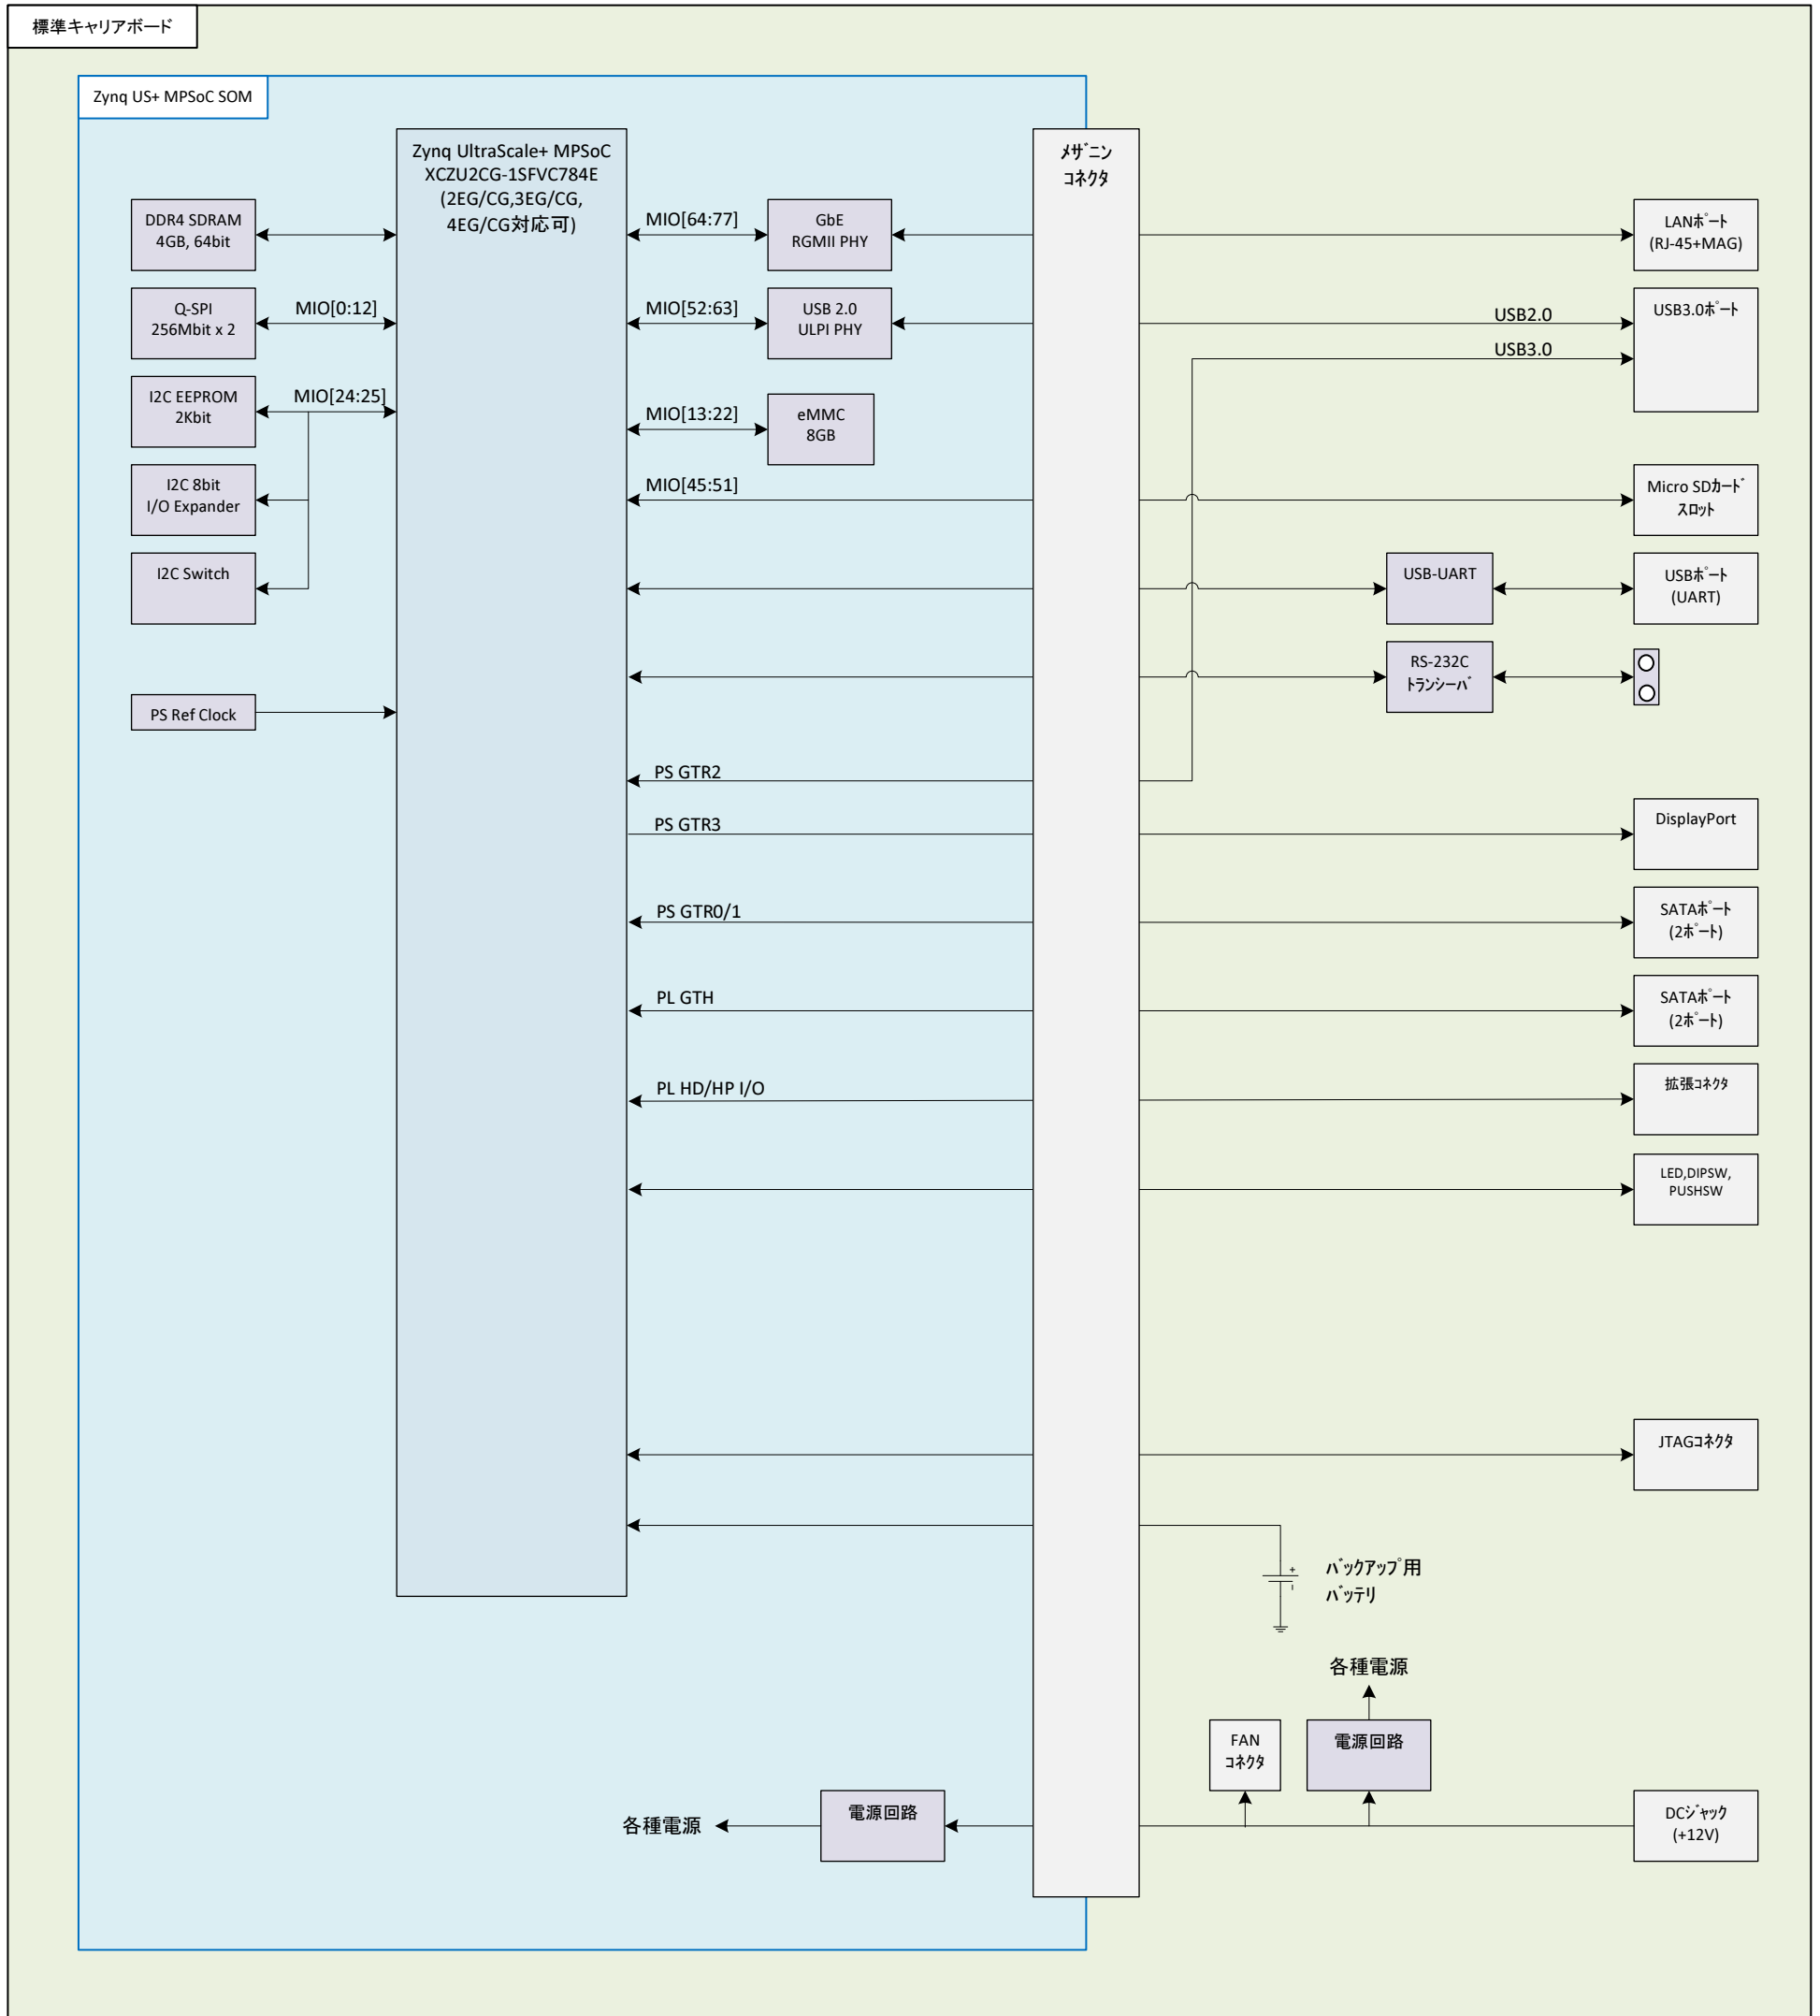 標準キャリアボード
Zynq US+ MPSoC SOM
Zynq UltraScale+ MPSoC
XCZU2CG-1SFVC784E
(2EG/CG,3EG/CG,
4EG/CG対応可)
メザニン
コネクタ
DDR4 SDRAM
4GB, 64bit
MIO[64:77]
GbE
RGMII PHY
LANポート
(RJ-45+MAG)
Q-SPI
256Mbit x 2
MIO[0:12]
MIO[52:63]
USB 2.0
ULPI PHY
USB2.0
USB3.0
USB3.0ポート
I2C EEPROM
2Kbit
MIO[24:25]
MIO[13:22]
eMMC
8GB
I2C 8bit
I/O Expander
MIO[45:51]
Micro SDカード
スロット
I2C Switch
USB-UART
USBポート
(UART)
RS-232C
トランシーバ
PS Ref Clock
PS GTR2
PS GTR3
DisplayPort
PS GTR0/1
SATAポート
(2ポート)
PL GTH
SATAポート
(2ポート)
PL HD/HP I/O
拡張コネクタ
LED,DIPSW,
PUSHSW
JTAGコネクタ
+
バックアップ用
バッテリ
各種電源
FAN
コネクタ
電源回路
各種電源
電源回路
DCジャック
(+12V)